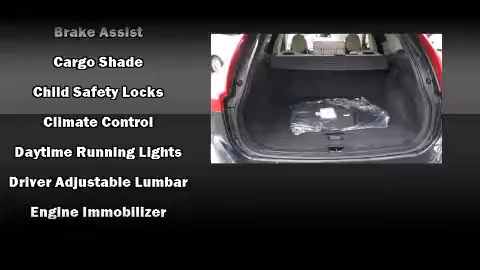 Brake Assist
Cargo Shade
Child Safety Locks
Climate Control
Daytime Running Lights
Driver Adjustable Lumbar
Engine Immobilizer